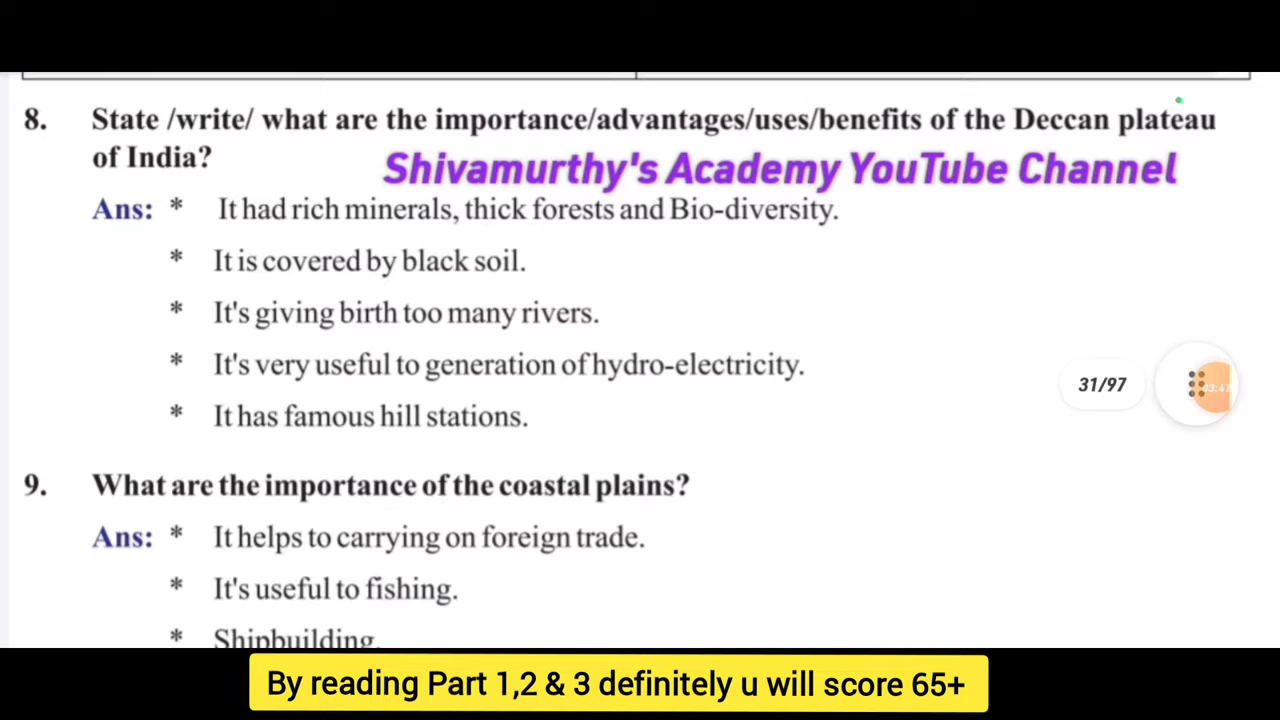 8. State /write/ what are the importance/advantages/uses/benefits of the Deccan plateau
of India?
Shivamurthy's Academy YouTube Channel
Ans: * It had rich minerals, thick forests and Bio-diversity.
* It is covered by black soil.
* It's giving birth too many rivers.
* It's very useful to generation of hydro-electricity.
31/97
03:47
* It has famous hill stations.
9. What are the importance of the coastal plains?
Ans: * It helps to carrying on foreign trade.
* It's useful to fishing.
* Shipbuilding.
By reading Part 1,2 & 3 definitely u will score 65+